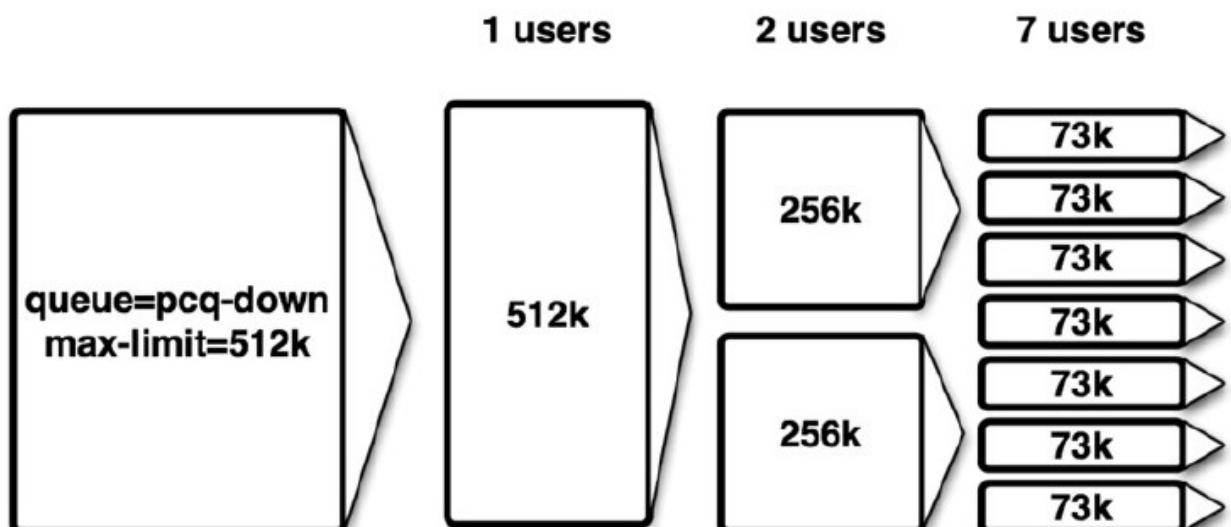 1 users
2 users
7 users
queue=pcq-down
max-limit=512k
512k
256k
256k
73k
73k
73k
73k
73k
73k
73k